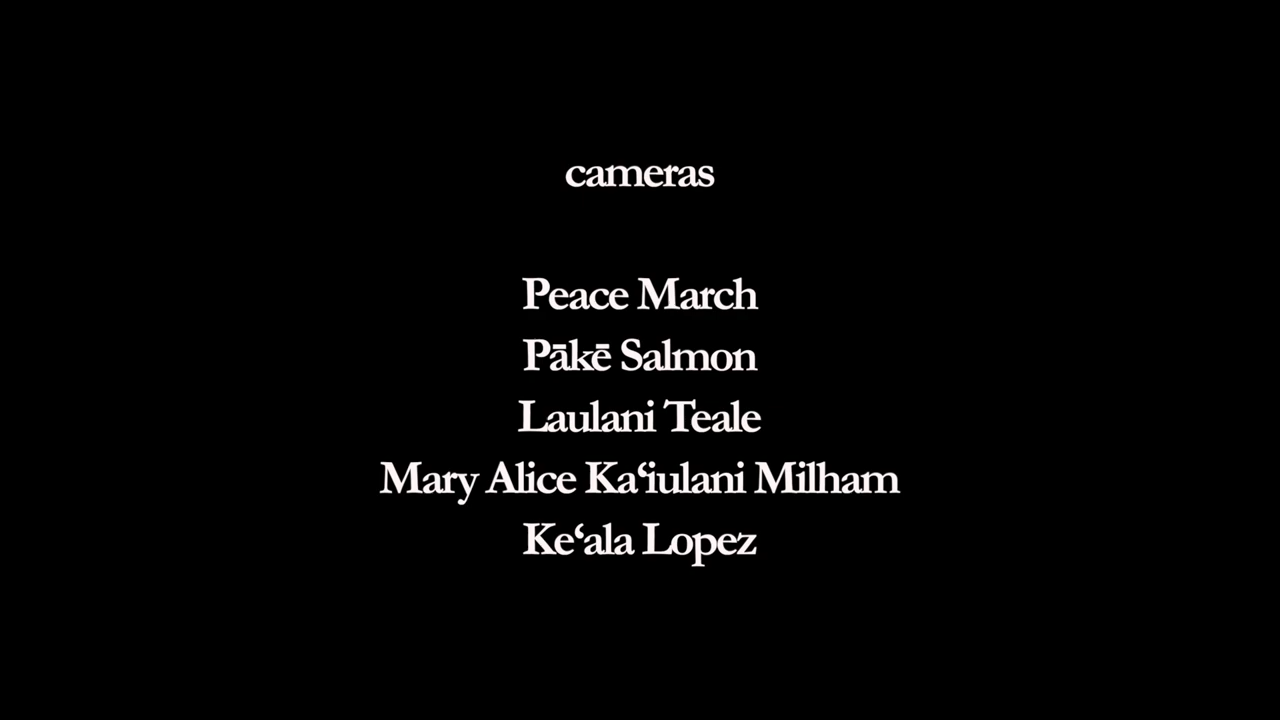 cameras
Peace March
Pākē Salmon
Laulani Teale
Mary Alice Kaʻiulani Milham
Keʻala Lopez